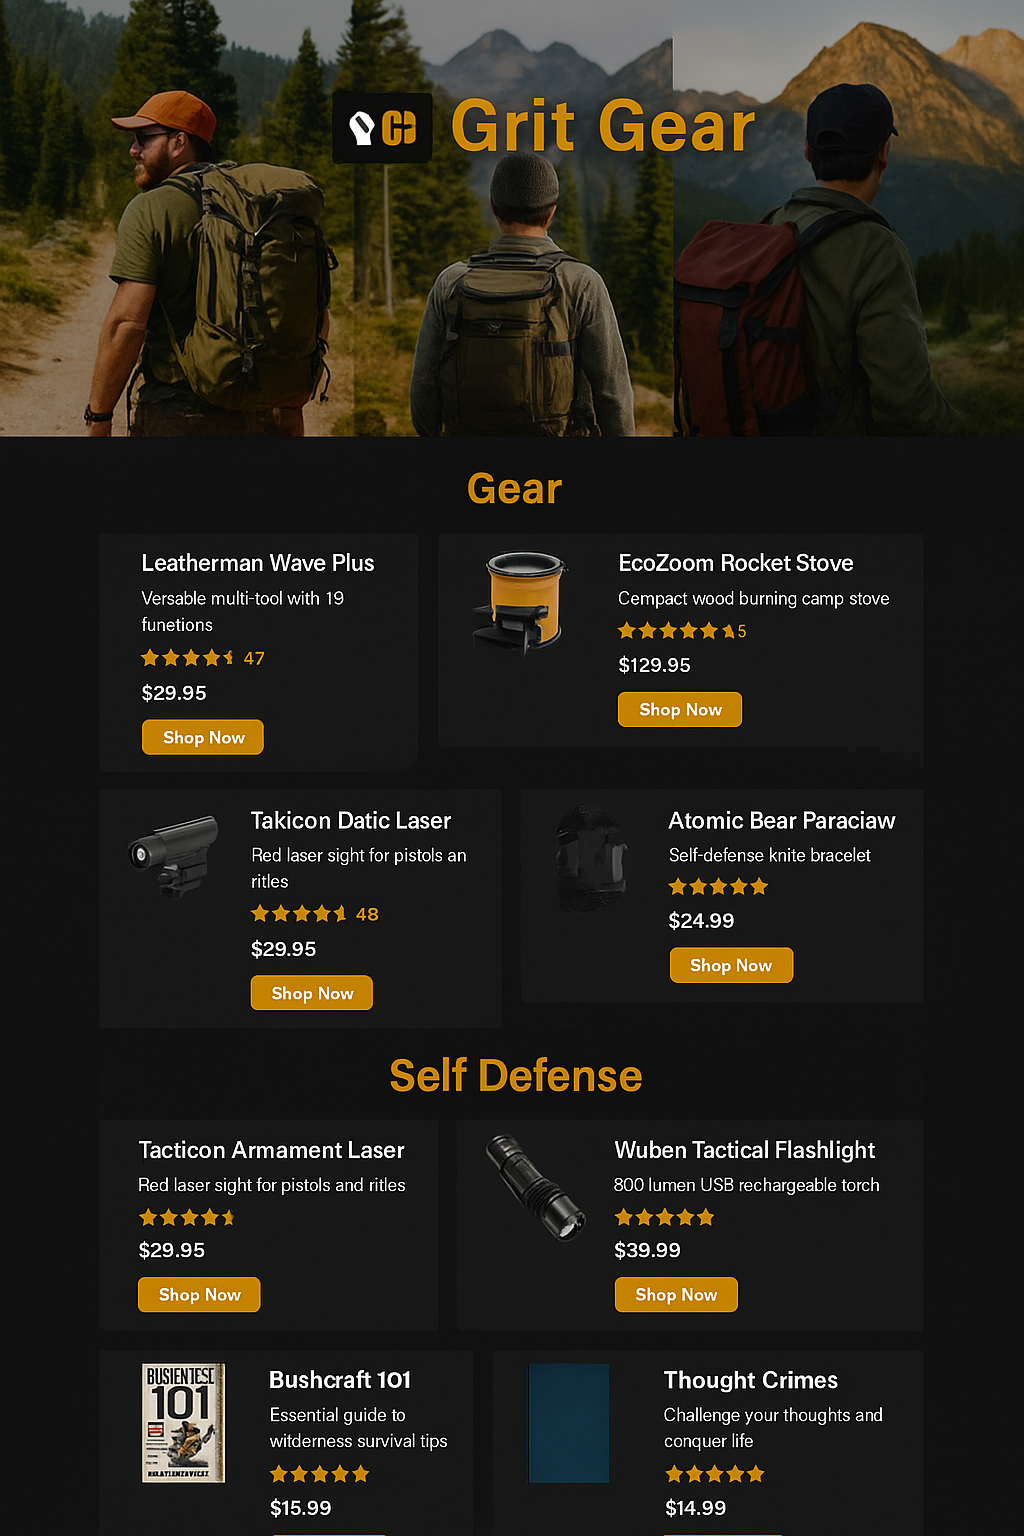 Grit Gear
Gear
Leatherman Wave Plus
Versable multi-tool with 19
funetions
47
$29.95
Shop Now
EcoZoom Rocket Stove
Cempact wood burning camp stove
5
$129.95
Shop Now
Takicon Datic Laser
Red laser sight for pistols an
ritles
48
$29.95
Shop Now
Atomic Bear Paraciaw
Self-defense knite bracelet
$24.99
Shop Now
Self Defense
Tacticon Armament Laser
Red laser sight for pistols and ritles
$29.95
Shop Now
Wuben Tactical Flashlight
800 lumen USB rechargeable torch
$39.99
Shop Now
101
Bushcraft 101
Essential guide to
witderness survival tips
$15.99
Thought Crimes
Challenge your thoughts and
conquer life
$14.99